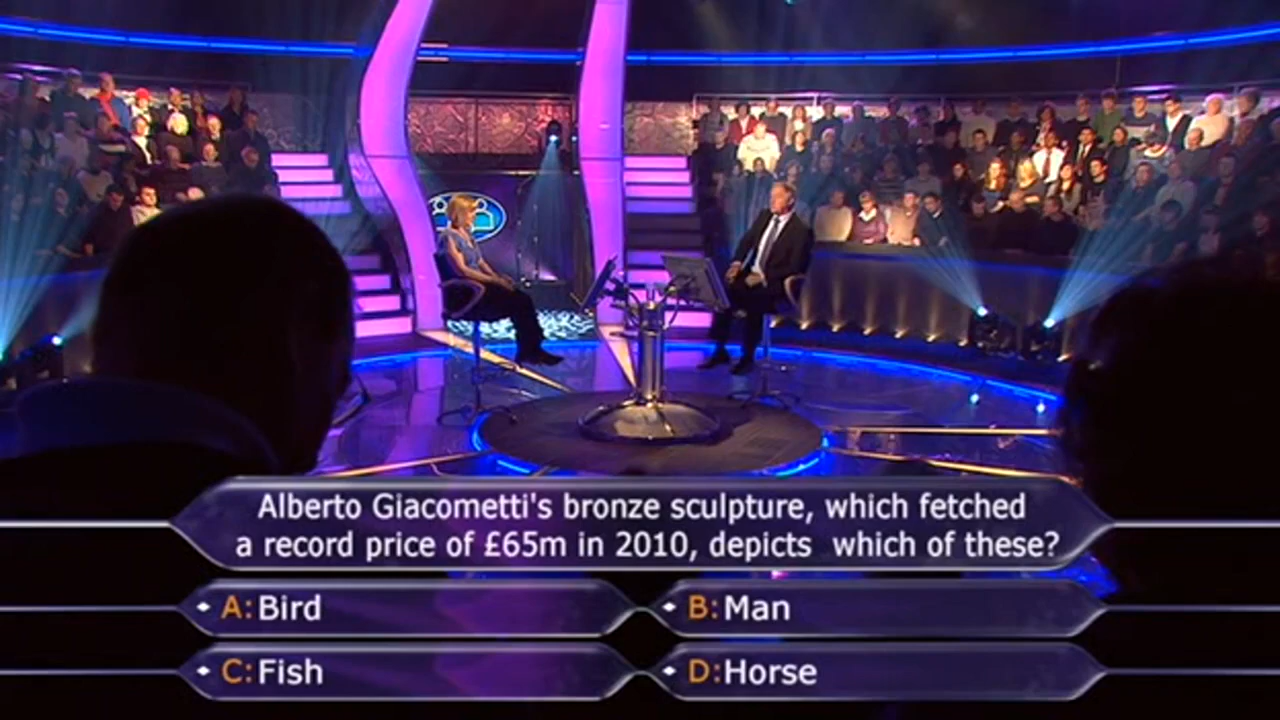 Alberto Giacometti's bronze sculpture, which fetched
a record price of £65m in 2010, depicts which of these?
A: Bird
B: Man
C: Fish
D: Horse